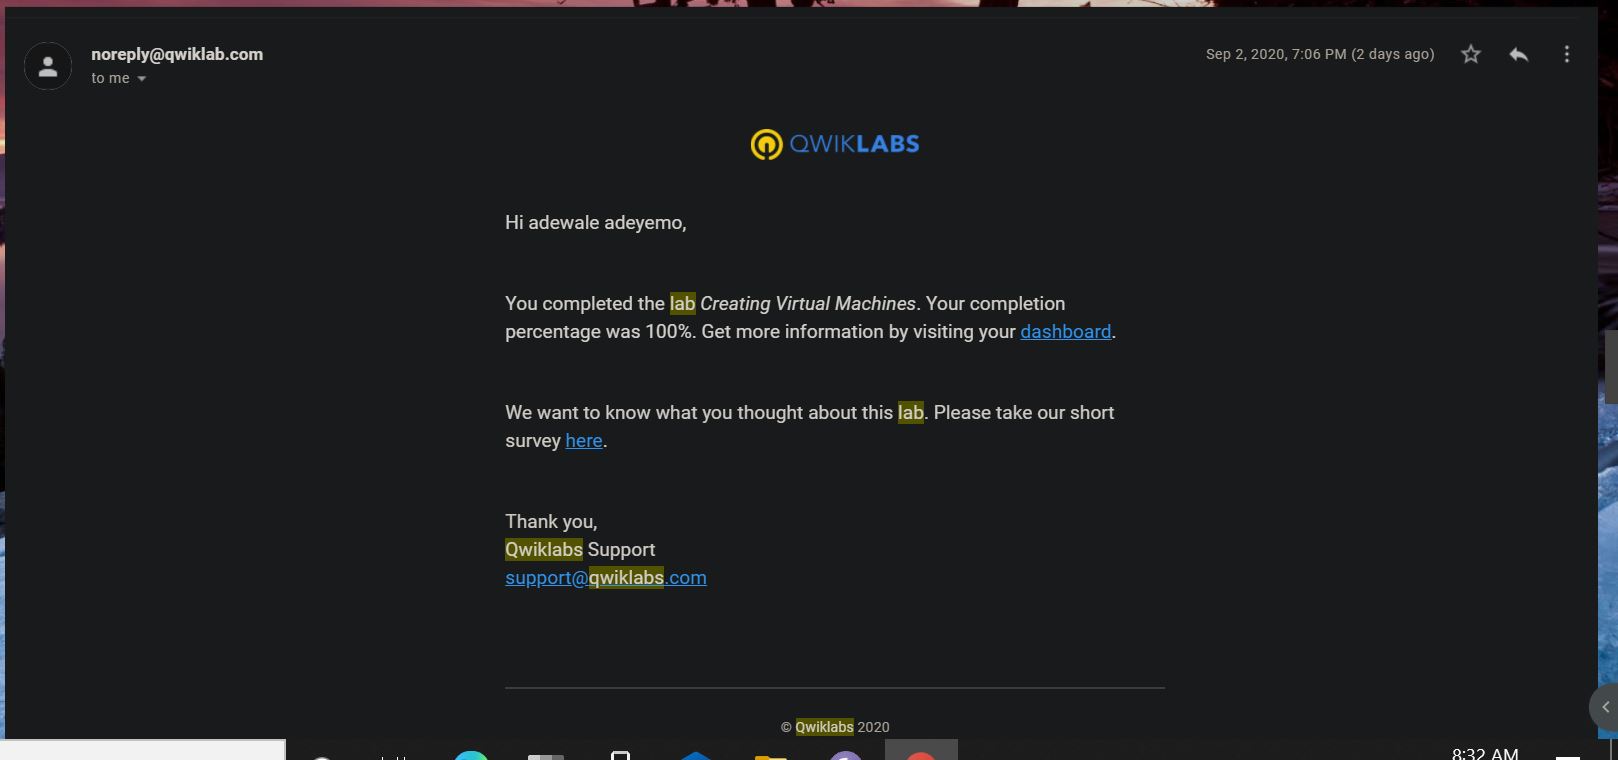 noreply@qwiklab.com
Sep 2, 2020, 7:06 PM (2 days ago)
to me
QWIKLABS
Hi adewale adeyemo,
You completed the lab Creating Virtual Machines. Your completion
percentage was 100%. Get more information by visiting your dashboard.
We want to know what you thought about this lab. Please take our short
survey here.
Thank you,
Qwiklabs Support
support@qwiklabs.com
© Qwiklabs 2020
8:32 AM